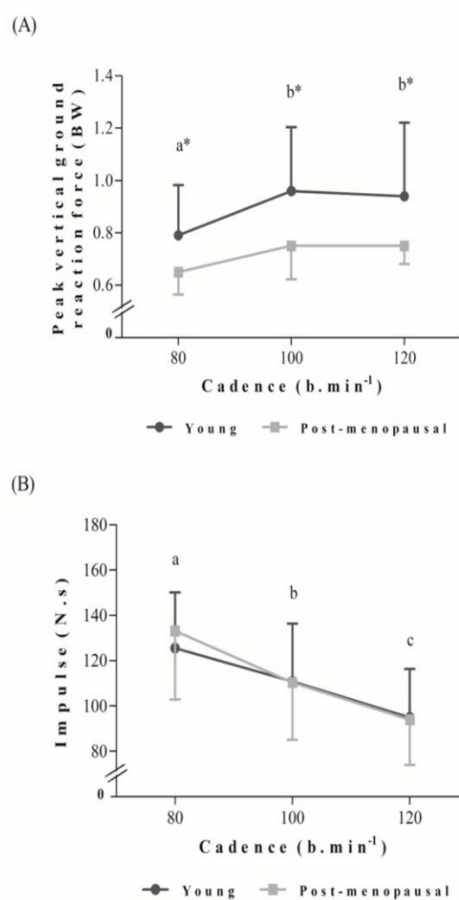 (A)
Peak vertical ground
reaction force (BW)
1.4
1.2
1.0
0.8
0.6
0
a*
b*
b*
80 100 120
Cadence (b.min-1)
Young Post-menopausal
(B)
Impulse (N.s)
180
160
140
120
100
80
0
a
b
c
80 100 120
Cadence (b.min-1)
Young Post-menopausal